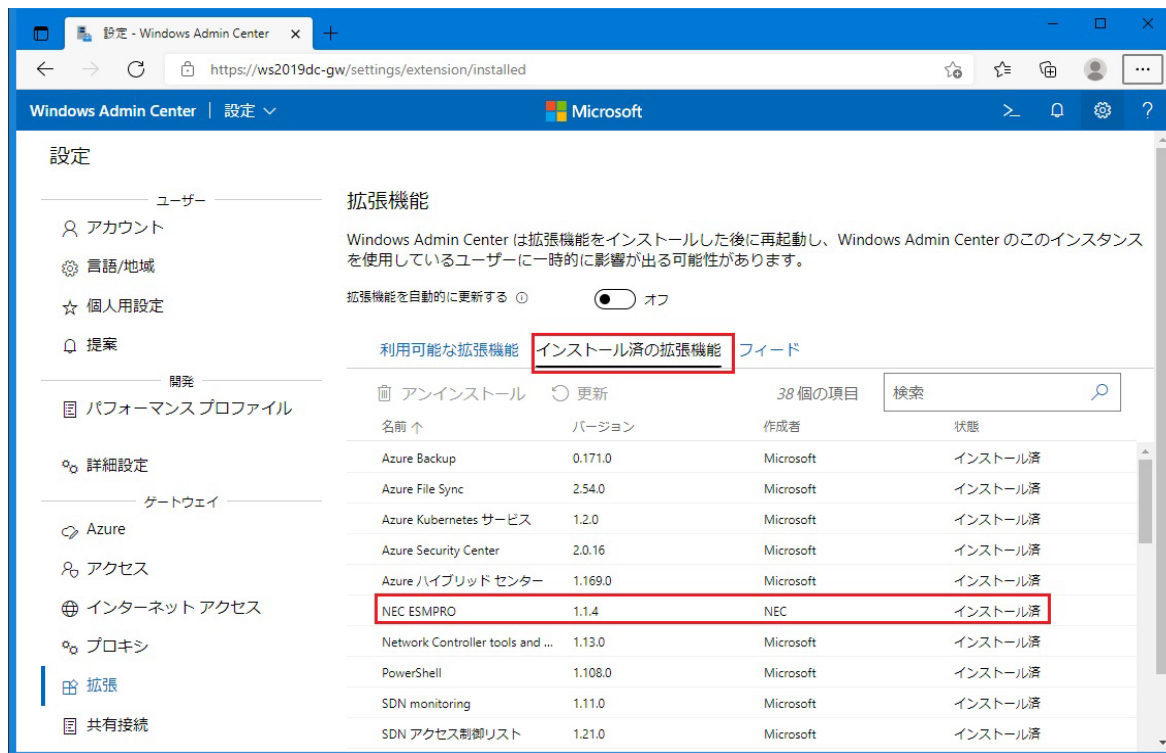 設定 - Windows Admin Center
https://ws2019dc-gw/settings/extension/installed
Windows Admin Center | 設定
Microsoft
設定
ユーザー
アカウント
言語/地域
個人用設定
提案
開発
パフォーマンス プロファイル
詳細設定
ゲートウェイ
Azure
アクセス
インターネット アクセス
プロキシ
拡張
共有接続
拡張機能
Windows Admin Center は拡張機能をインストールした後に再起動し、Windows Admin Center のこのインスタンス
を使用しているユーザーに一時的に影響が出る可能性があります。
拡張機能を自動的に更新する オフ
利用可能な拡張機能 インストール済の拡張機能 フィード
アンインストール 更新 38 個の項目 検索
名前 ↑ バージョン 作成者 状態
Azure Backup 0.171.0 Microsoft インストール済
Azure File Sync 2.54.0 Microsoft インストール済
Azure Kubernetes サービス 1.2.0 Microsoft インストール済
Azure Security Center 2.0.16 Microsoft インストール済
Azure ハイブリッド センター 1.169.0 Microsoft インストール済
NEC ESMPRO 1.1.4 NEC インストール済
Network Controller tools and ... 1.13.0 Microsoft インストール済
PowerShell 1.108.0 Microsoft インストール済
SDN monitoring 1.11.0 Microsoft インストール済
SDN アクセス制御リスト 1.21.0 Microsoft インストール済